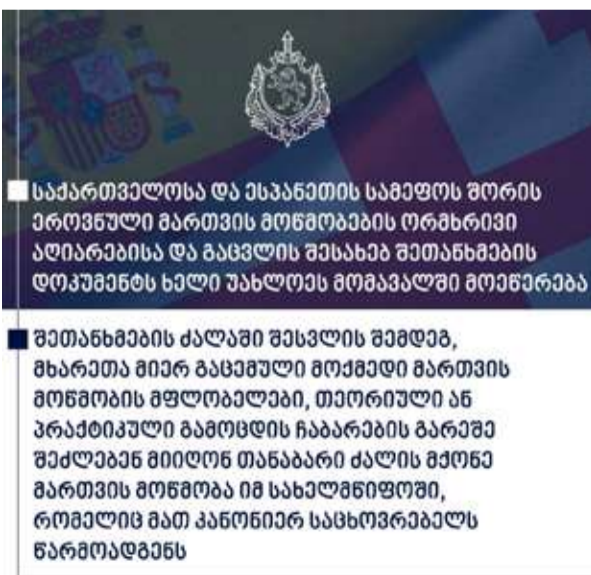 საქართველოსა და ესპანეთის სამეფოს შორის
ეროვნული მართვის მოწმობების ორმხრივი
აღიარებისა და გაცვლის შესახებ შეთანხმების
დოკუმენტს ხელი უახლოეს მომავალში მოეწერება
შეთანხმების ძალაში შესვლის შემდეგ,
მხარეთა მიერ გაცემული მოქმედი მართვის
მოწმობის მფლობელები, თეორიული ან
პრაქტიკული გამოცდის ჩაბარების გარეშე
შეძლებენ მიიღონ თანაბარი ძალის მქონე
მართვის მოწმობა იმ სახელმწიფოში,
რომელიც მათ კანონიერ საცხოვრებელს
წარმოადგენს